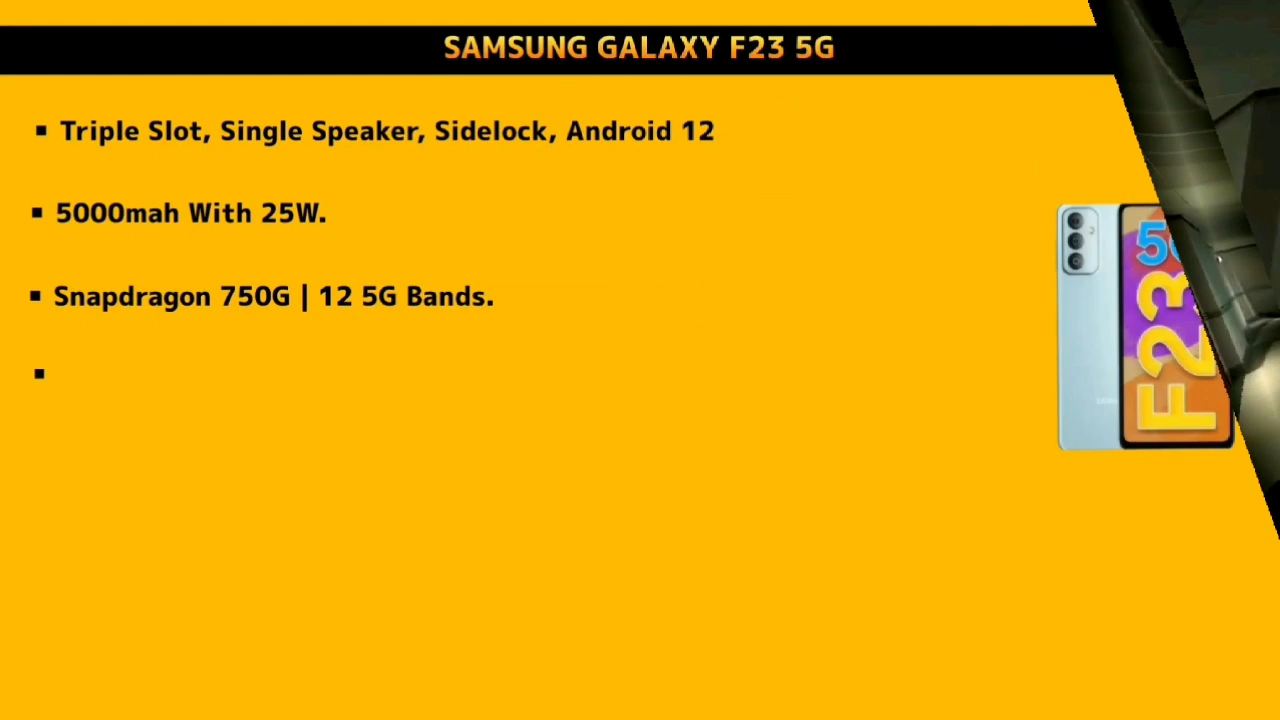 SAMSUNG GALAXY F23 5G
▪ Triple Slot, Single Speaker, Sidelock, Android 12
▪ 5000mah With 25W.
▪ Snapdragon 750G | 12 5G Bands.
▪
F23